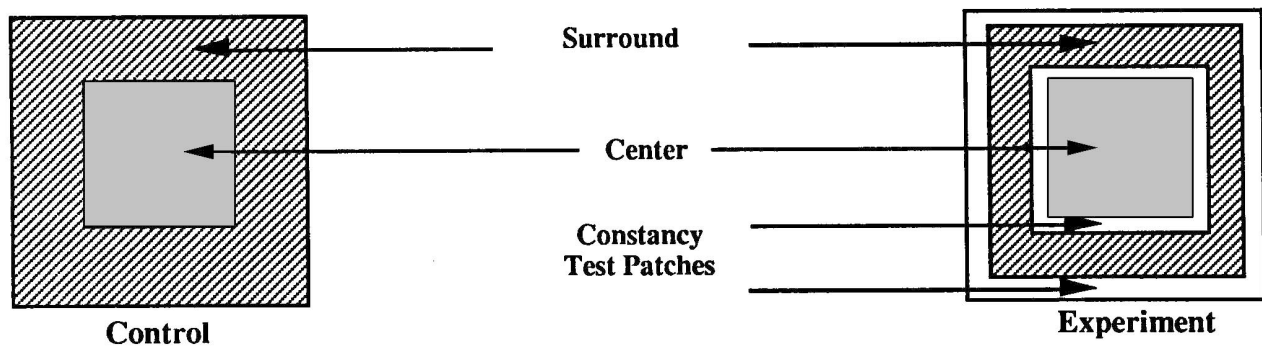 Surround
Center
Constancy
Test Patches
Control
Experiment